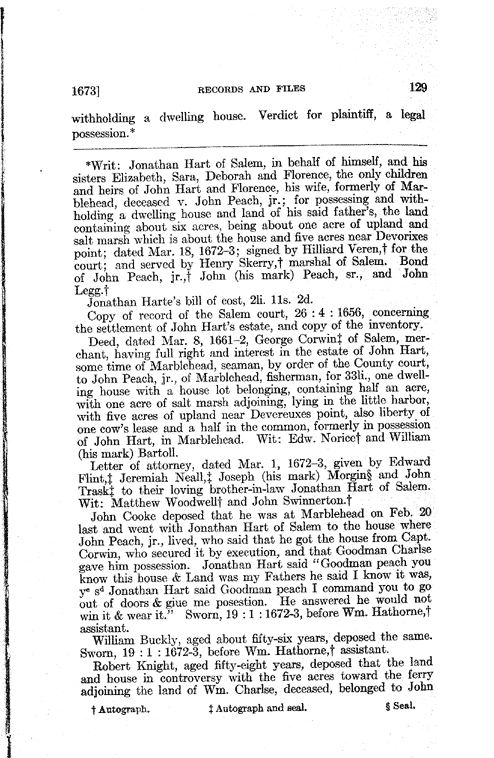 1673] RECORDS AND FILES 129
withholding a dwelling house. Verdict for plaintiff, a legal
possession.*
*Writ: Jonathan Hart of Salem, in behalf of himself, and his
sisters Elizabeth, Sara, Deborah and Florence, the only children
and heirs of John Hart and Florence, his wife, formerly of Mar-
blehead, deceased v. John Peach, jr.; for possessing and with-
holding a dwelling house and land of his said father's, the land
containing about six acres, being about one acre of upland and
salt marsh which is about the house and five acres near Devorixes
point; dated Mar. 18, 1672-3; signed by Hilliard Veren,† for the
court; and served by Henry Skerry,† marshal of Salem. Bond
of John Peach, jr.,† John (his mark) Peach, sr., and John
Legg.†
Jonathan Harte's bill of cost, 2li. 11s. 2d.
Copy of record of the Salem court, 26 : 4 : 1656, concerning
the settlement of John Hart's estate, and copy of the inventory.
Deed, dated Mar. 8, 1661-2, George Corwin‡ of Salem, mer-
chant, having full right and interest in the estate of John Hart,
some time of Marblehead, seaman, by order of the County court,
to John Peach, jr., of Marblehead, fisherman, for 33li., one dwell-
ing house with a house lot belonging, containing half an acre,
with one acre of salt marsh adjoining, lying in the little harbor,
with five acres of upland near Devereuxes point, also liberty of
one cow's lease and a half in the common, formerly in possession
of John Hart, in Marblehead. Wit: Edw. Norice† and William
(his mark) Bartoll.
Letter of attorney, dated Mar. 1, 1672-3, given by Edward
Flint,‡ Jeremiah Neall,‡ Joseph (his mark) Morgin§ and John
Trask‡ to their loving brother-in-law Jonathan Hart of Salem.
Wit: Matthew Woodwell† and John Swinnerton.†
John Cooke deposed that he was at Marblehead on Feb. 20
last and went with Jonathan Hart of Salem to the house where
John Peach, jr., lived, who said that he got the house from Capt.
Corwin, who secured it by execution, and that Goodman Charlse
gave him possession. Jonathan Hart said "Goodman peach you
know this house & Land was my Fathers he said I know it was,
yᵉ sᵈ Jonathan Hart said Goodman peach I command you to go
out of doors & giue me posestion. He answered he would not
win it & wear it." Sworn, 19 : 1 : 1672-3, before Wm. Hathorne,†
assistant.
William Buckly, aged about fifty-six years, deposed the same.
Sworn, 19 : 1 : 1672-3, before Wm. Hathorne,† assistant.
Robert Knight, aged fifty-eight years, deposed that the land
and house in controversy with the five acres toward the ferry
adjoining the land of Wm. Charlse, deceased, belonged to John
† Autograph. ‡ Autograph and seal. § Seal.